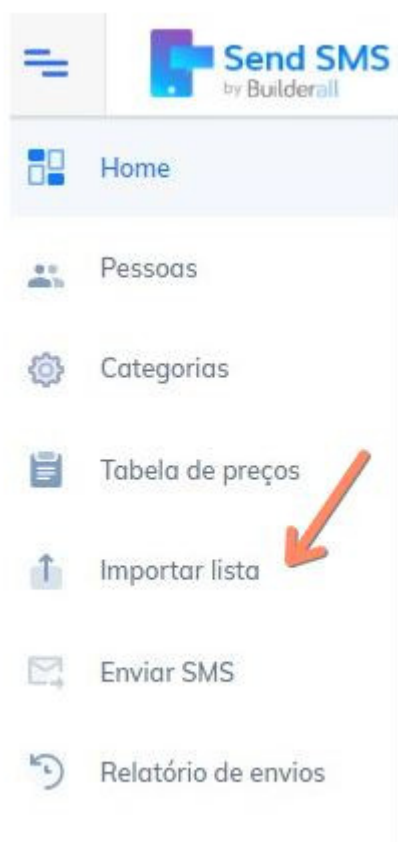 Send SMS
by Builderall
Home
Pessoas
Categorias
Tabela de preços
Importar lista
Enviar SMS
Relatório de envios